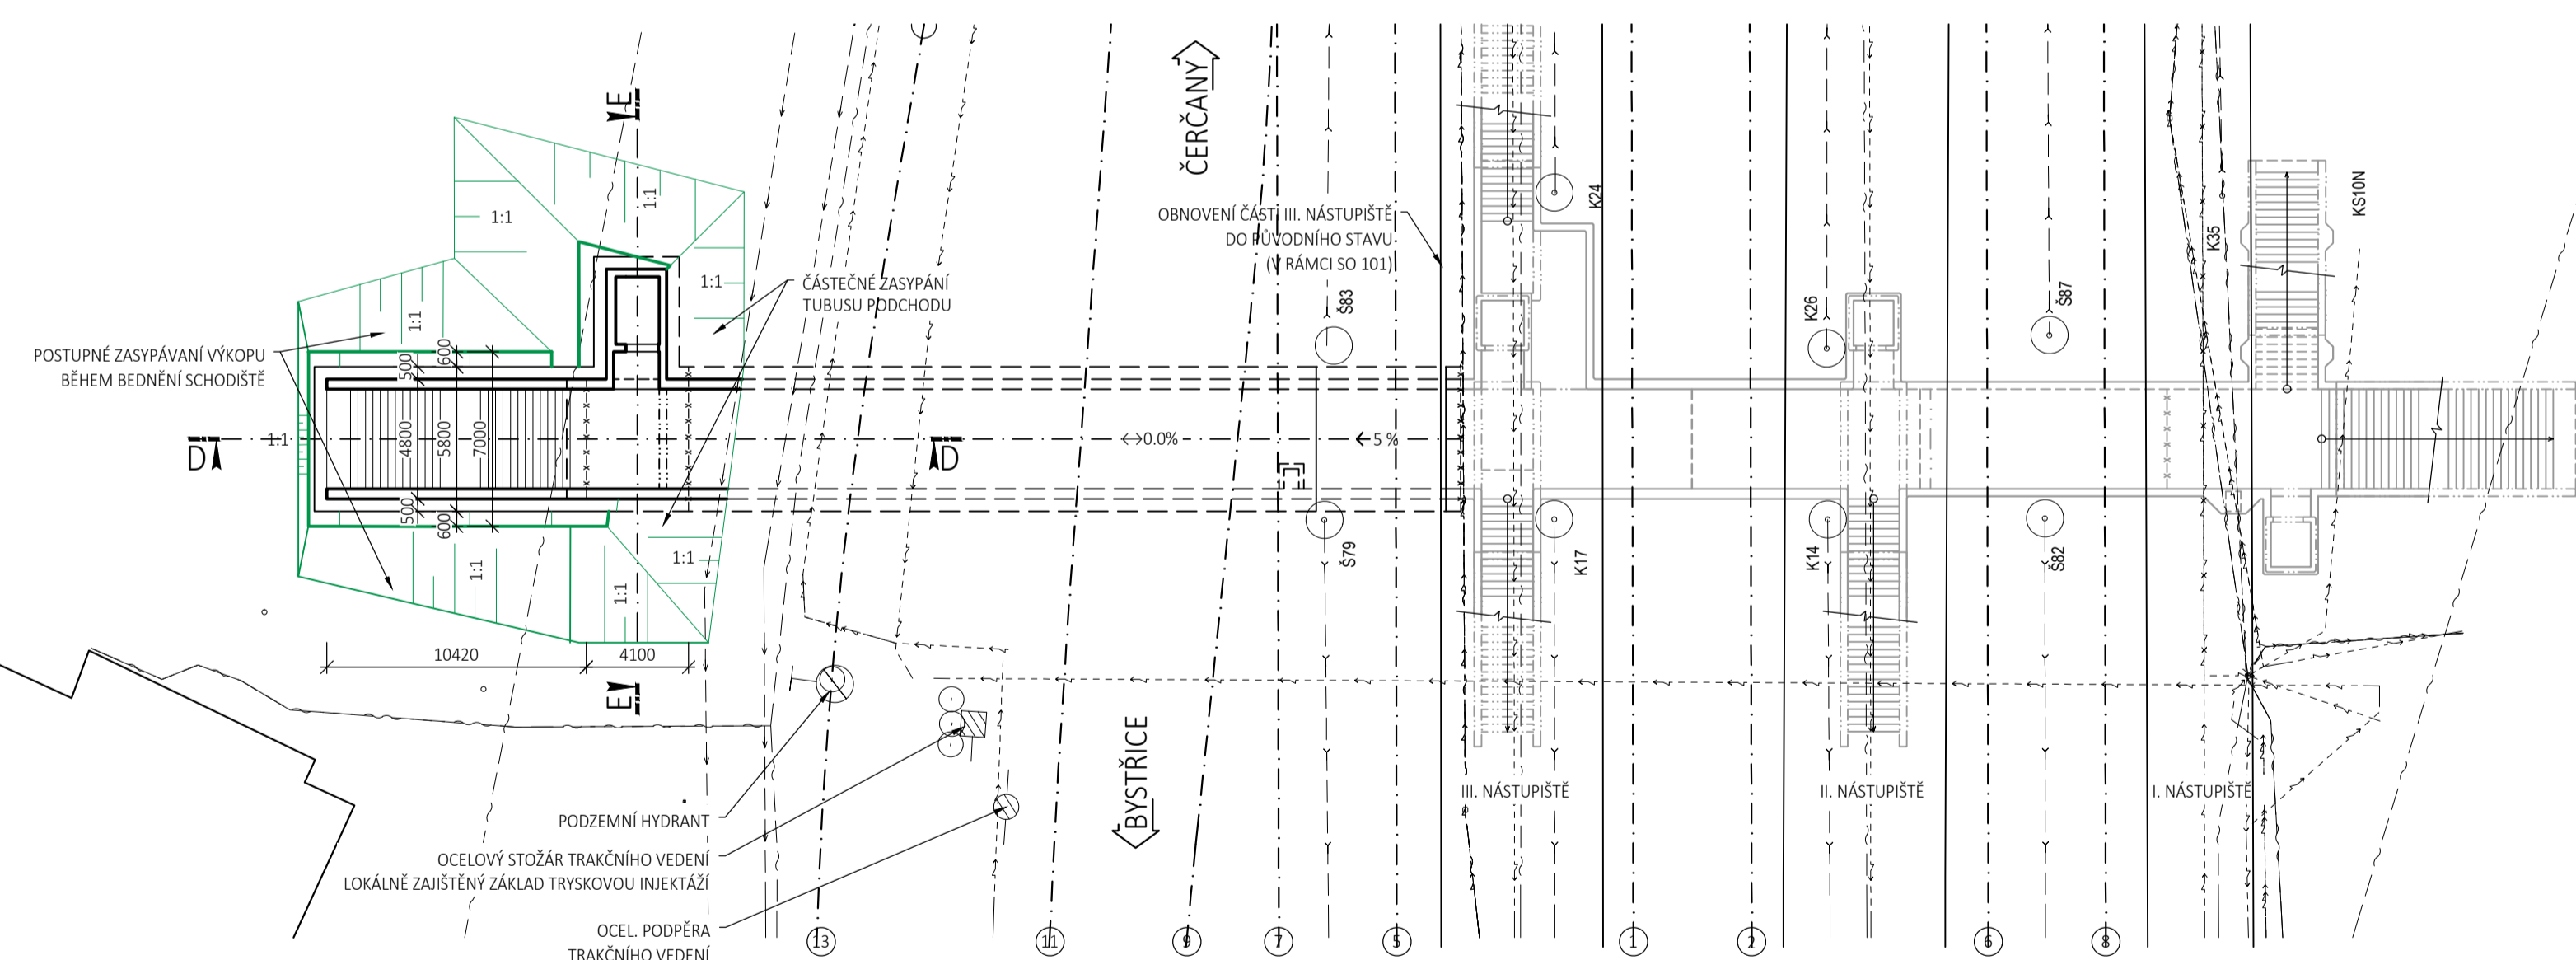 E
ČERČANY
K24
K35
KS10N
1:1
1:1
OBNOVENÍ ČÁSTI III. NÁSTUPIŠTĚ
DO PŮVODNÍHO STAVU
(V RÁMCI SO 101)
1:1
ČÁSTEČNÉ ZASYPÁNÍ
TUBUSU PODCHODU
Š83
K26
Š87
1:1
POSTUPNÉ ZASYPÁVANÍ VÝKOPU
BĚHEM BEDNĚNÍ SCHODIŠTĚ
500
600
4800
5800
7000
500
600
D
1:1
D
0.0%
5 %
1:1
1:1
1:1
Š79
K17
K14
Š82
10420
4100
E
BYSTŘICE
III. NÁSTUPIŠTĚ
II. NÁSTUPIŠTĚ
I. NÁSTUPIŠTĚ
PODZEMNÍ HYDRANT
OCELOVÝ STOŽÁR TRAKČNÍHO VEDENÍ
LOKÁLNĚ ZAJIŠTĚNÝ ZÁKLAD TRYSKOVOU INJEKTÁŽÍ
OCEL. PODPĚRA
TRAKČNÍHO VEDENÍ
13
11
9
7
5
1
2
6
8